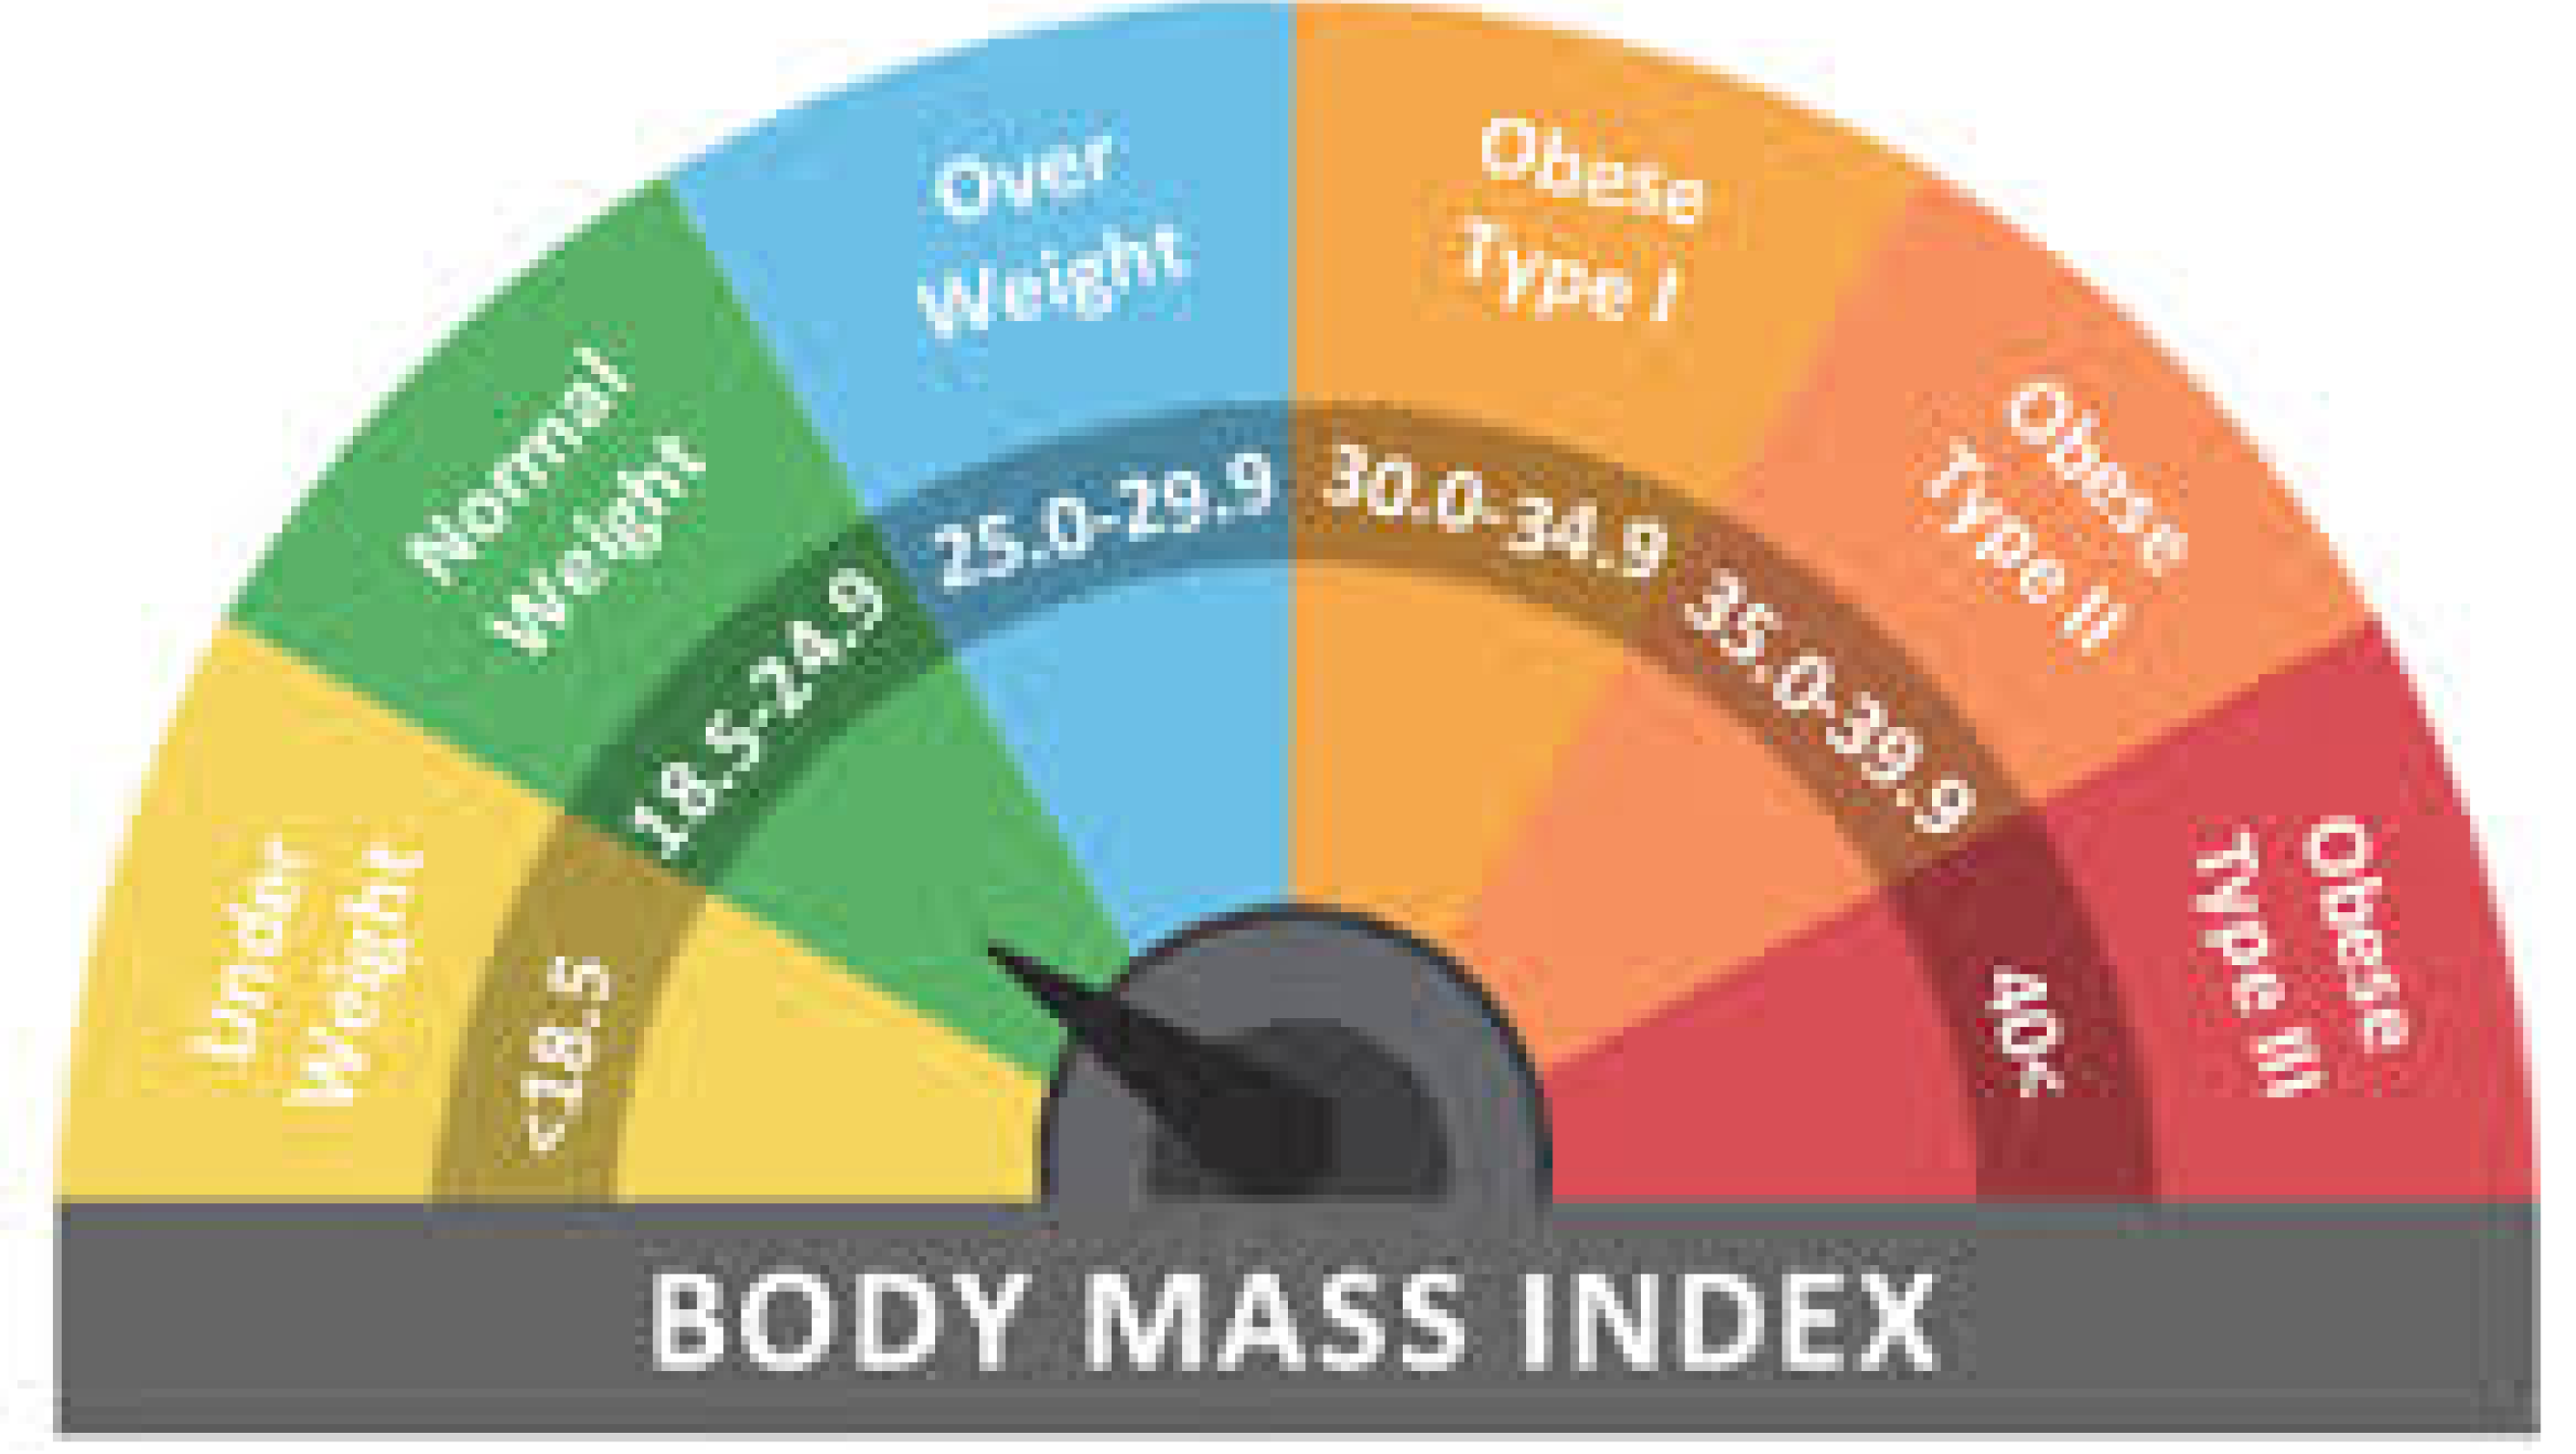 Under
Weight
<18.5
Normal
Weight
18.5-24.9
Over
Weight
25.0-29.9
Obese
Type I
30.0-34.9
Obese
Type II
35.0-39.9
Obese
Type III
40<
BODY MASS INDEX